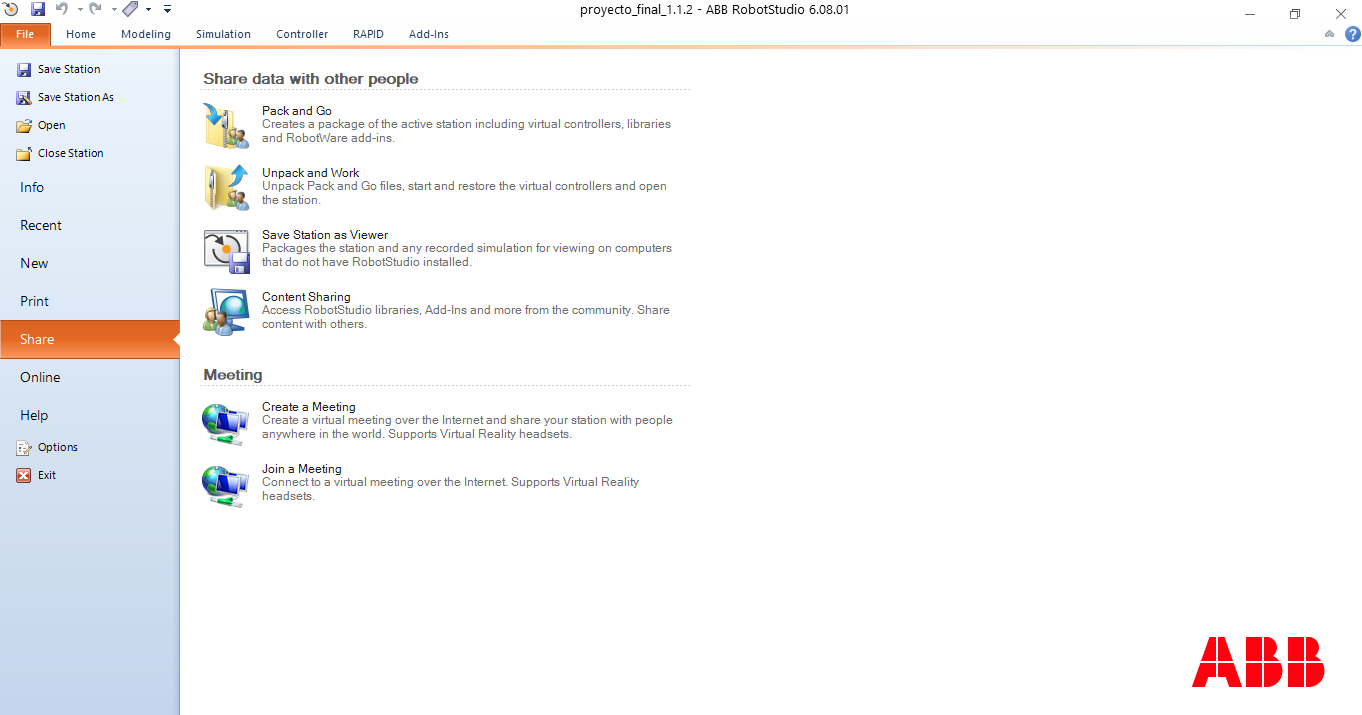 proyecto_final_1.1.2 - ABB RobotStudio 6.08.01
File Home Modeling Simulation Controller RAPID Add-Ins
Save Station
Save Station As
Open
Close Station
Info
Recent
New
Print
Share
Online
Help
Options
Exit
Share data with other people
Pack and Go
Creates a package of the active station including virtual controllers, libraries
and RobotWare add-ins.
Unpack and Work
Unpack Pack and Go files, start and restore the virtual controllers and open
the station.
Save Station as Viewer
Packages the station and any recorded simulation for viewing on computers
that do not have RobotStudio installed.
Content Sharing
Access RobotStudio libraries, Add-Ins and more from the community. Share
content with others.
Meeting
Create a Meeting
Create a virtual meeting over the Internet and share your station with people
anywhere in the world. Supports Virtual Reality headsets.
Join a Meeting
Connect to a virtual meeting over the Internet. Supports Virtual Reality
headsets.
ABB